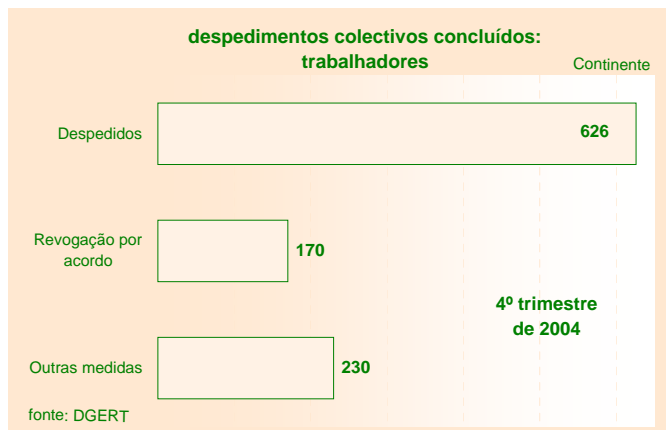 despedimentos colectivos concluídos:
trabalhadores
Continente
Despedidos
626
Revogação por
acordo
170
4º trimestre
de 2004
Outras medidas
230
fonte: DGERT